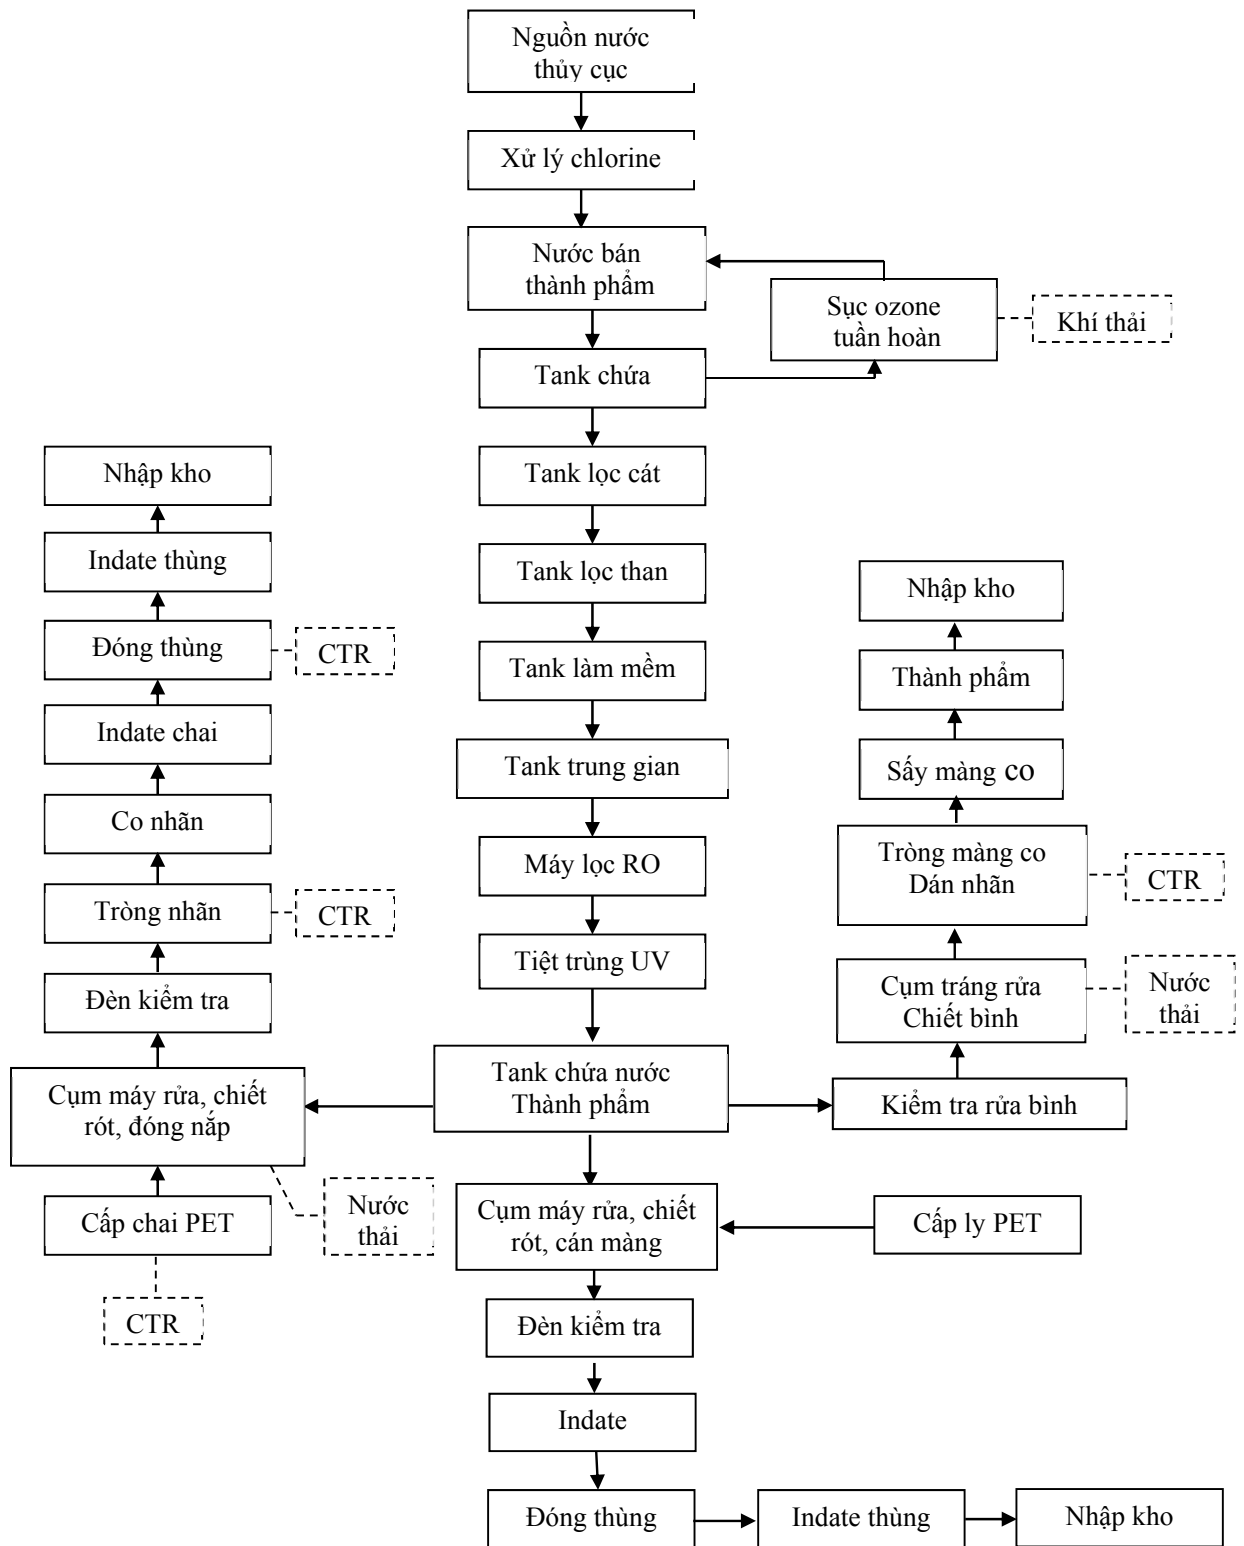 Nguồn nước
thủy cục
Xử lý chlorine
Nước bán
thành phẩm
Sục ozone
tuần hoàn
Khí thải
Tank chứa
Tank lọc cát
Tank lọc than
Tank làm mềm
Tank trung gian
Máy lọc RO
Tiệt trùng UV
Tank chứa nước
Thành phẩm
Nhập kho
Indate thùng
Đóng thùng
CTR
Indate chai
Co nhãn
Tròng nhãn
CTR
Đèn kiểm tra
Cụm máy rửa, chiết
rót, đóng nắp
Nước
thải
Cấp chai PET
CTR
Nhập kho
Thành phẩm
Sấy màng co
Tròng màng co
Dán nhãn
CTR
Cụm tráng rửa
Chiết bình
Nước
thải
Kiểm tra rửa bình
Cụm máy rửa, chiết
rót, cán màng
Cấp ly PET
Đèn kiểm tra
Indate
Đóng thùng
Indate thùng
Nhập kho